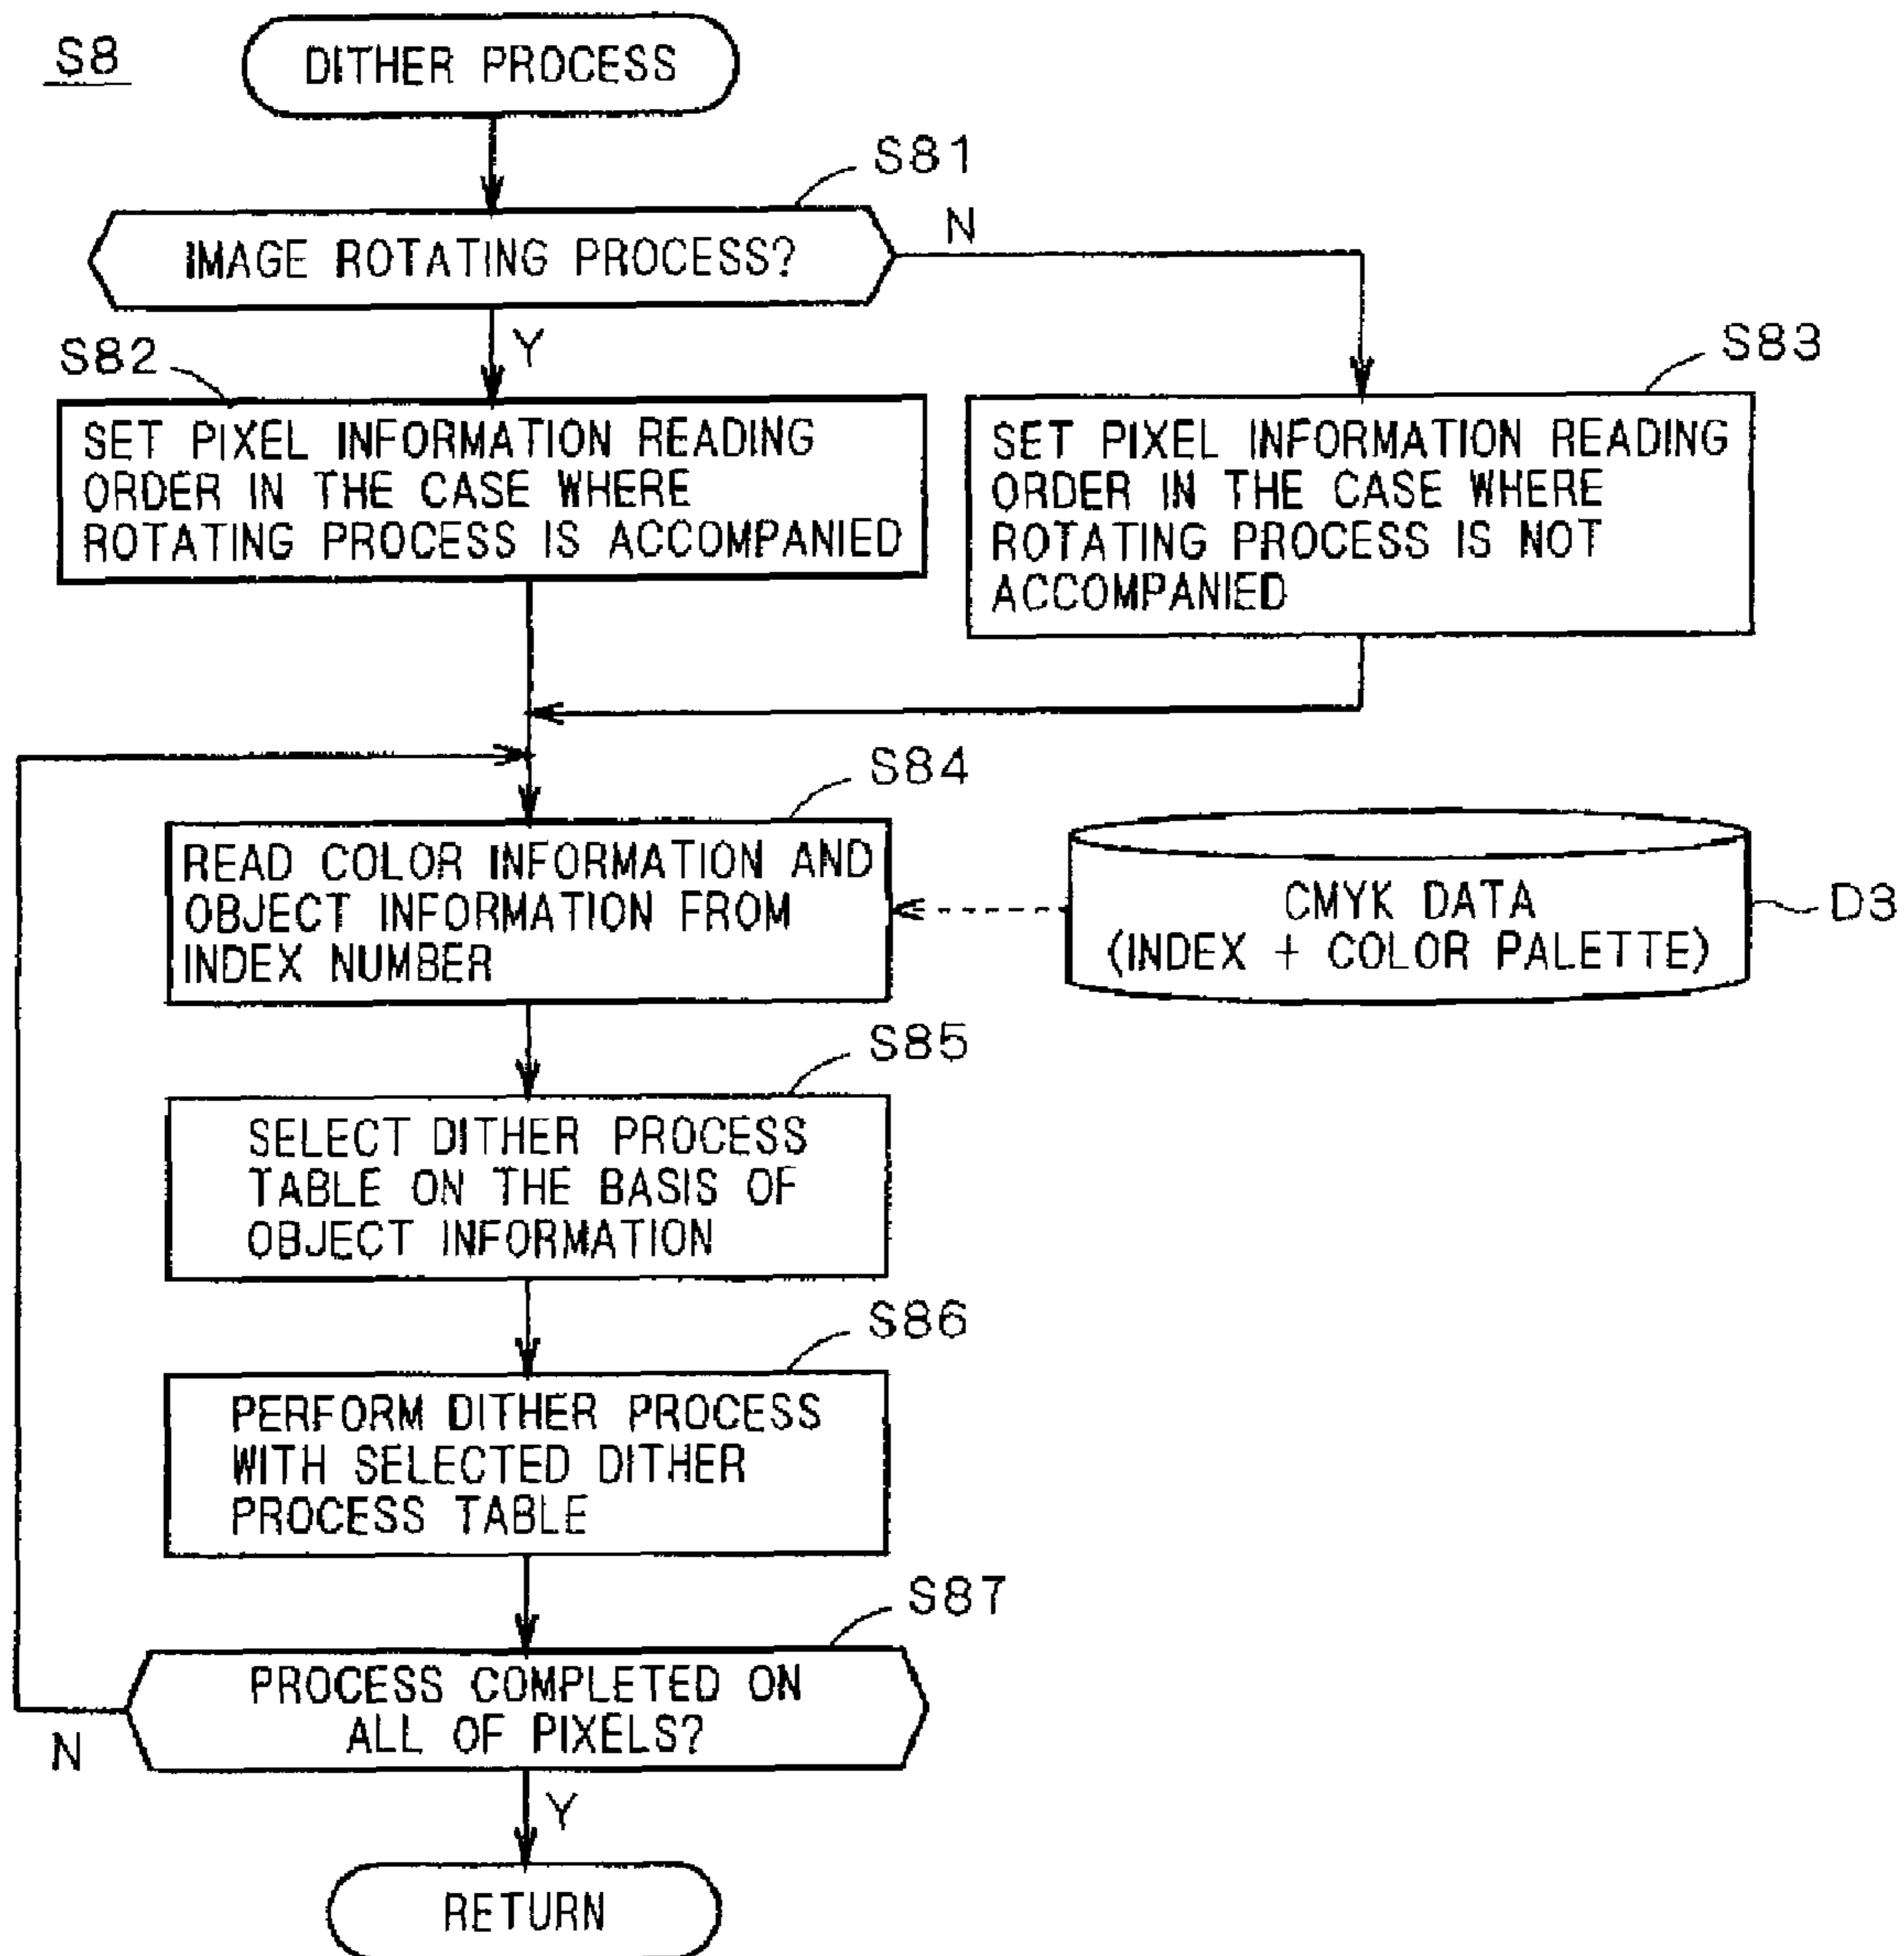 S8
DITHER PROCESS
S81
IMAGE ROTATING PROCESS?
N
Y
S82
SET PIXEL INFORMATION READING
ORDER IN THE CASE WHERE
ROTATING PROCESS IS ACCOMPANIED
S83
SET PIXEL INFORMATION READING
ORDER IN THE CASE WHERE
ROTATING PROCESS IS NOT
ACCOMPANIED
S84
READ COLOR INFORMATION AND
OBJECT INFORMATION FROM
INDEX NUMBER
CMYK DATA
(INDEX + COLOR PALETTE)
D3
S85
SELECT DITHER PROCESS
TABLE ON THE BASIS OF
OBJECT INFORMATION
S86
PERFORM DITHER PROCESS
WITH SELECTED DITHER
PROCESS TABLE
S87
PROCESS COMPLETED ON
ALL OF PIXELS?
N
Y
RETURN